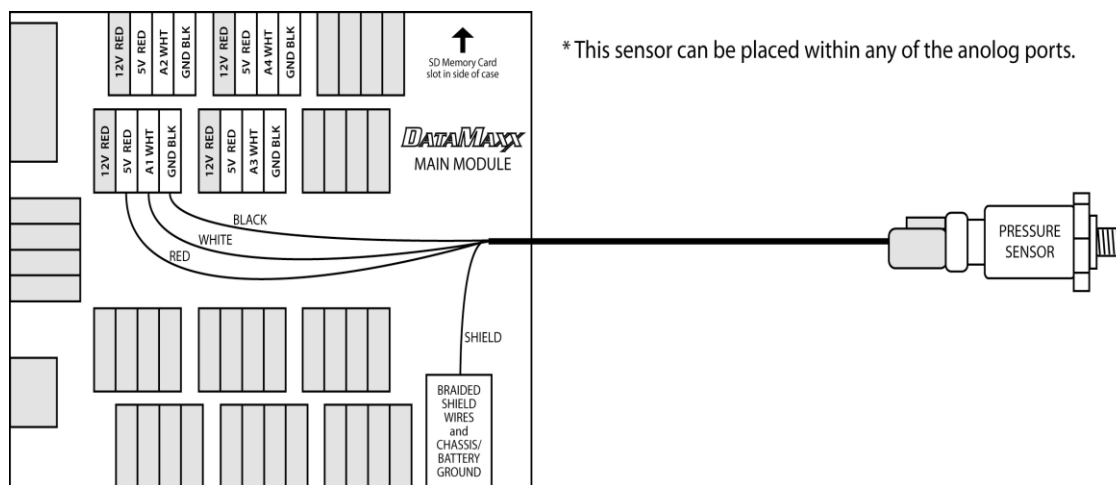 12V RED
5V RED
A2 WHT
GND BLK
12V RED
5V RED
A4 WHT
GND BLK
SD Memory Card
slot in side of case
* This sensor can be placed within any of the anolog ports.
12V RED
5V RED
A1 WHT
GND BLK
12V RED
5V RED
A3 WHT
GND BLK
DATAMAXX
MAIN MODULE
BLACK
WHITE
RED
PRESSURE
SENSOR
SHIELD
BRAIDED
SHIELD
WIRES
and
CHASSIS/
BATTERY
GROUND